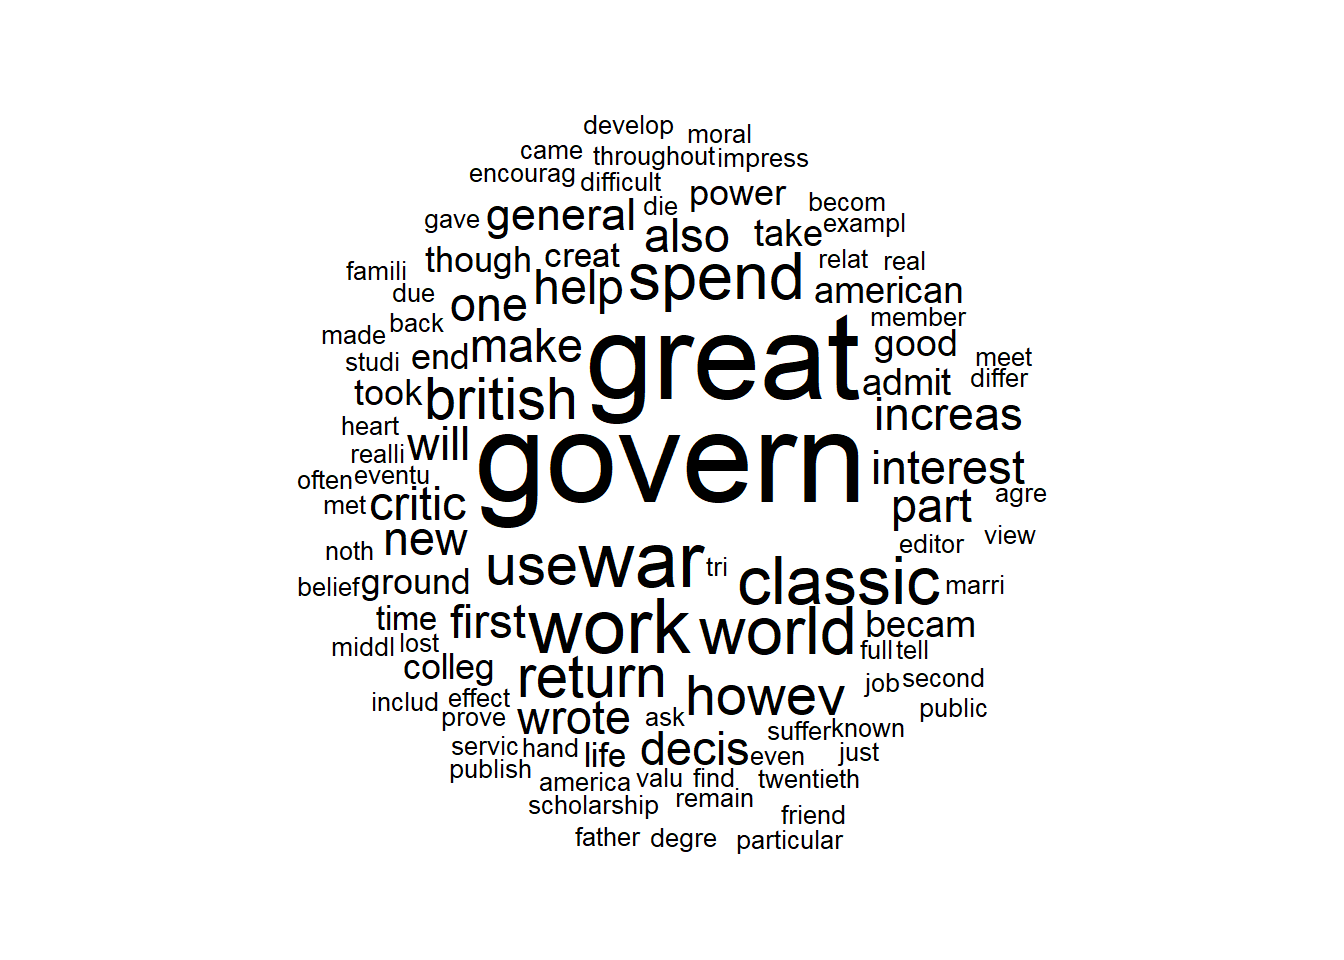 develop moral
came throughout impress
encourag difficult
gave general die power becom
also take exampl
famili though creat relat real
due one help spend american
made back member
studi end make great good meet
took british admit differ
heart increas
realli will govern interest
often eventu
met critic part agre
noth new editor view
belief ground use war tri classic marri
time first work world becam
middl lost full tell
colleg return howev job second
includ effect public
prove wrote ask suffer known
servic hand life decis even just
publish america valu find twentieth
scholarship remain friend
father degre particular